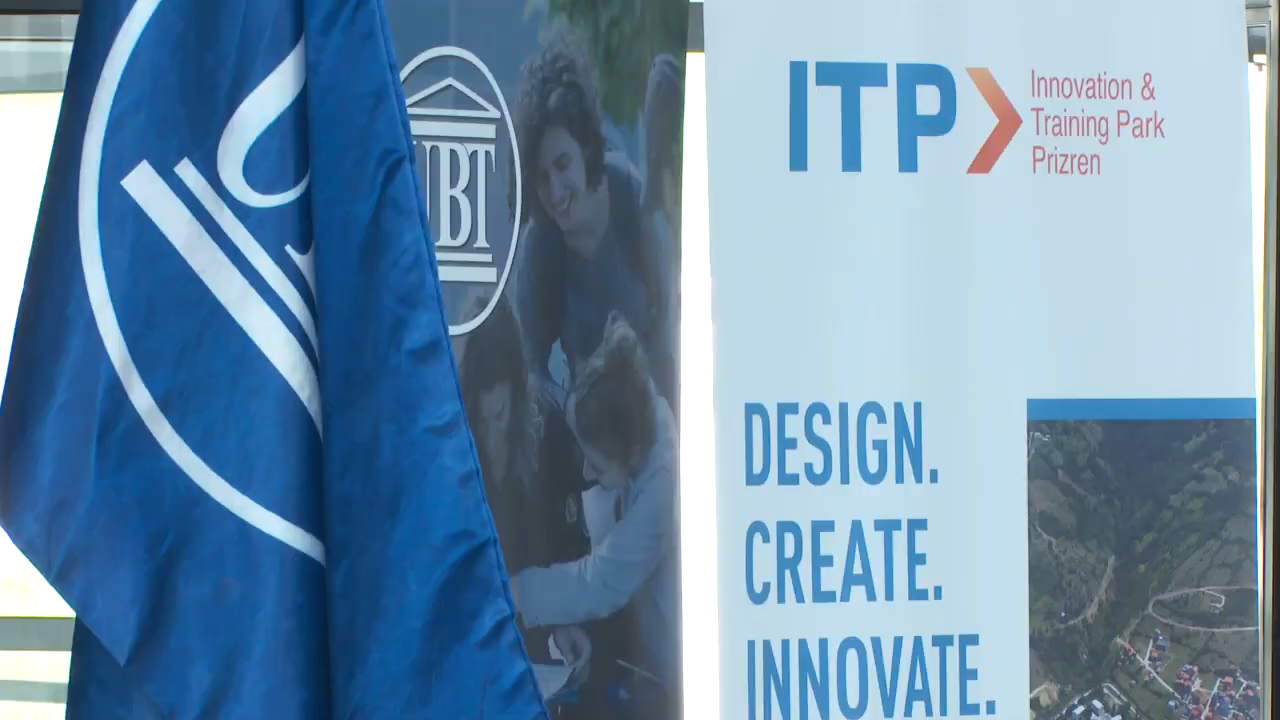 UBT
ITP
Innovation &
Training Park
Prizren
DESIGN.
CREATE.
INNOVATE.